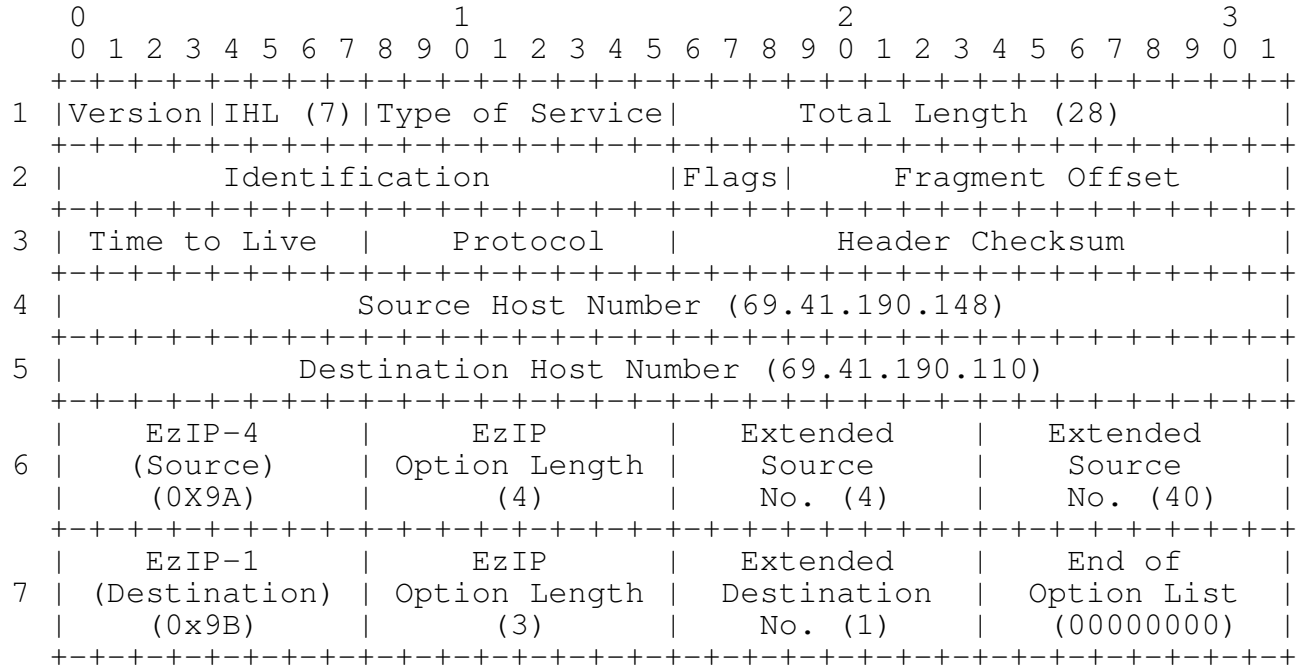 0                   1                   2                   3
    0 1 2 3 4 5 6 7 8 9 0 1 2 3 4 5 6 7 8 9 0 1 2 3 4 5 6 7 8 9 0 1
   +-+-+-+-+-+-+-+-+-+-+-+-+-+-+-+-+-+-+-+-+-+-+-+-+-+-+-+-+-+-+-+-+
1  |Version|IHL (7)|Type of Service|      Total Length (28)        |
   +-+-+-+-+-+-+-+-+-+-+-+-+-+-+-+-+-+-+-+-+-+-+-+-+-+-+-+-+-+-+-+-+
2  |        Identification         |Flags|     Fragment Offset     |
   +-+-+-+-+-+-+-+-+-+-+-+-+-+-+-+-+-+-+-+-+-+-+-+-+-+-+-+-+-+-+-+-+
3  | Time to Live  |    Protocol   |        Header Checksum        |
   +-+-+-+-+-+-+-+-+-+-+-+-+-+-+-+-+-+-+-+-+-+-+-+-+-+-+-+-+-+-+-+-+
4  |               Source Host Number (69.41.190.148)              |
   +-+-+-+-+-+-+-+-+-+-+-+-+-+-+-+-+-+-+-+-+-+-+-+-+-+-+-+-+-+-+-+-+
5  |            Destination Host Number (69.41.190.110)            |
   +-+-+-+-+-+-+-+-+-+-+-+-+-+-+-+-+-+-+-+-+-+-+-+-+-+-+-+-+-+-+-+-+
   |    EzIP-4     |     EzIP      |   Extended    |   Extended    |
6  |   (Source)    | Option Length |    Source     |    Source     |
   |    (0X9A)     |      (4)      |    No. (4)    |    No. (40)   |
   +-+-+-+-+-+-+-+-+-+-+-+-+-+-+-+-+-+-+-+-+-+-+-+-+-+-+-+-+-+-+-+-+
   |    EzIP-1     |     EzIP      |   Extended    |    End of     |
7  | (Destination) | Option Length |  Destination  |  Option List  |
   |    (0x9B)     |      (3)      |    No. (1)    |   (00000000)  |
   +-+-+-+-+-+-+-+-+-+-+-+-+-+-+-+-+-+-+-+-+-+-+-+-+-+-+-+-+-+-+-+-+